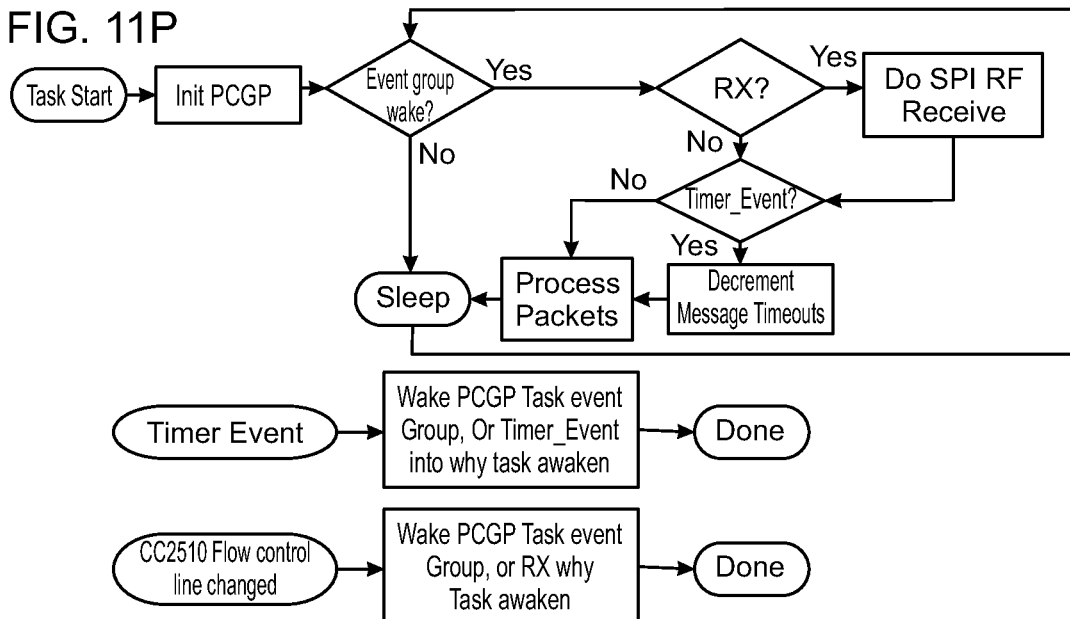 FIG. 11P
Task Start
Init PCGP
Event group
wake?
Yes
No
RX?
Yes
No
Do SPI RF
Receive
Timer_Event?
No
Yes
Decrement
Message Timeouts
Process
Packets
Sleep
Timer Event
Wake PCGP Task event
Group, Or Timer_Event
into why task awaken
Done
CC2510 Flow control
line changed
Wake PCGP Task event
Group, or RX why
Task awaken
Done